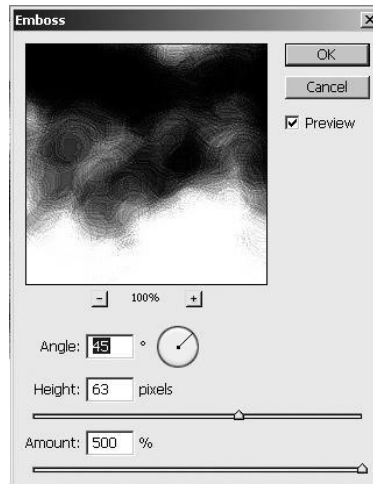 Emboss
OK
Cancel
Preview
- 100% +
Angle: 45 °
Height: 63 pixels
Amount: 500 %